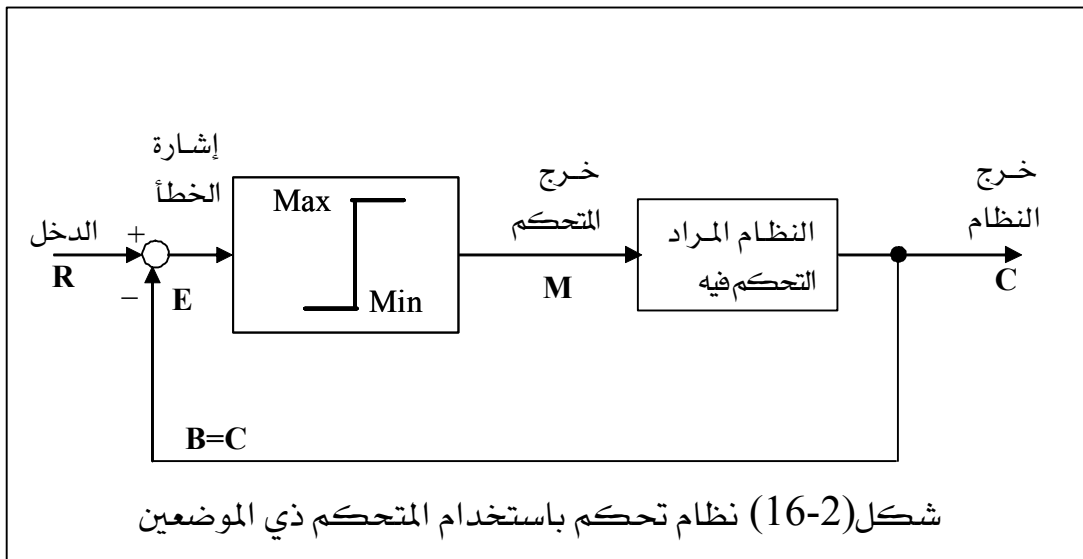 إشارة
الخطأ
خرج
المتحكم
خرج
النظام
الدخل
+
R
−
E
Max
Min
M
النظام المراد
التحكم فيه
C
B=C
شكل(2-16) نظام تحكم باستخدام المتحكم ذي الموضعين